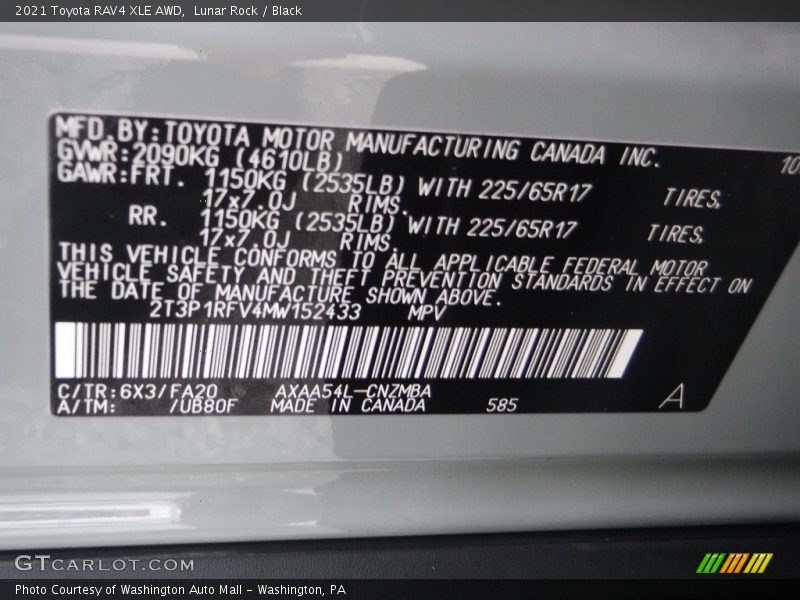 2021 Toyota RAV4 XLE AWD,  Lunar Rock / Black
MFD.BY:TOYOTA MOTOR MANUFACTURING CANADA INC.
GVWR:2090KG (4610LB)
GAWR:FRT. 1150KG (2535LB) WITH 225/65R17 TIRES,
17x7.0J RIMS.
RR. 1150KG (2535LB) WITH 225/65R17 TIRES,
17x7.0J RIMS.
THIS VEHICLE CONFORMS TO ALL APPLICABLE FEDERAL MOTOR
VEHICLE SAFETY AND THEFT PREVENTION STANDARDS IN EFFECT ON
THE DATE OF MANUFACTURE SHOWN ABOVE.
2T3P1RFV4MW152433 MPV
C/TR:6X3/FA20 AXAA54L-CNZMBA
A/TM: /UB80F MADE IN CANADA 585 A
GTCARLOT.COM
Photo Courtesy of Washington Auto Mall - Washington, PA